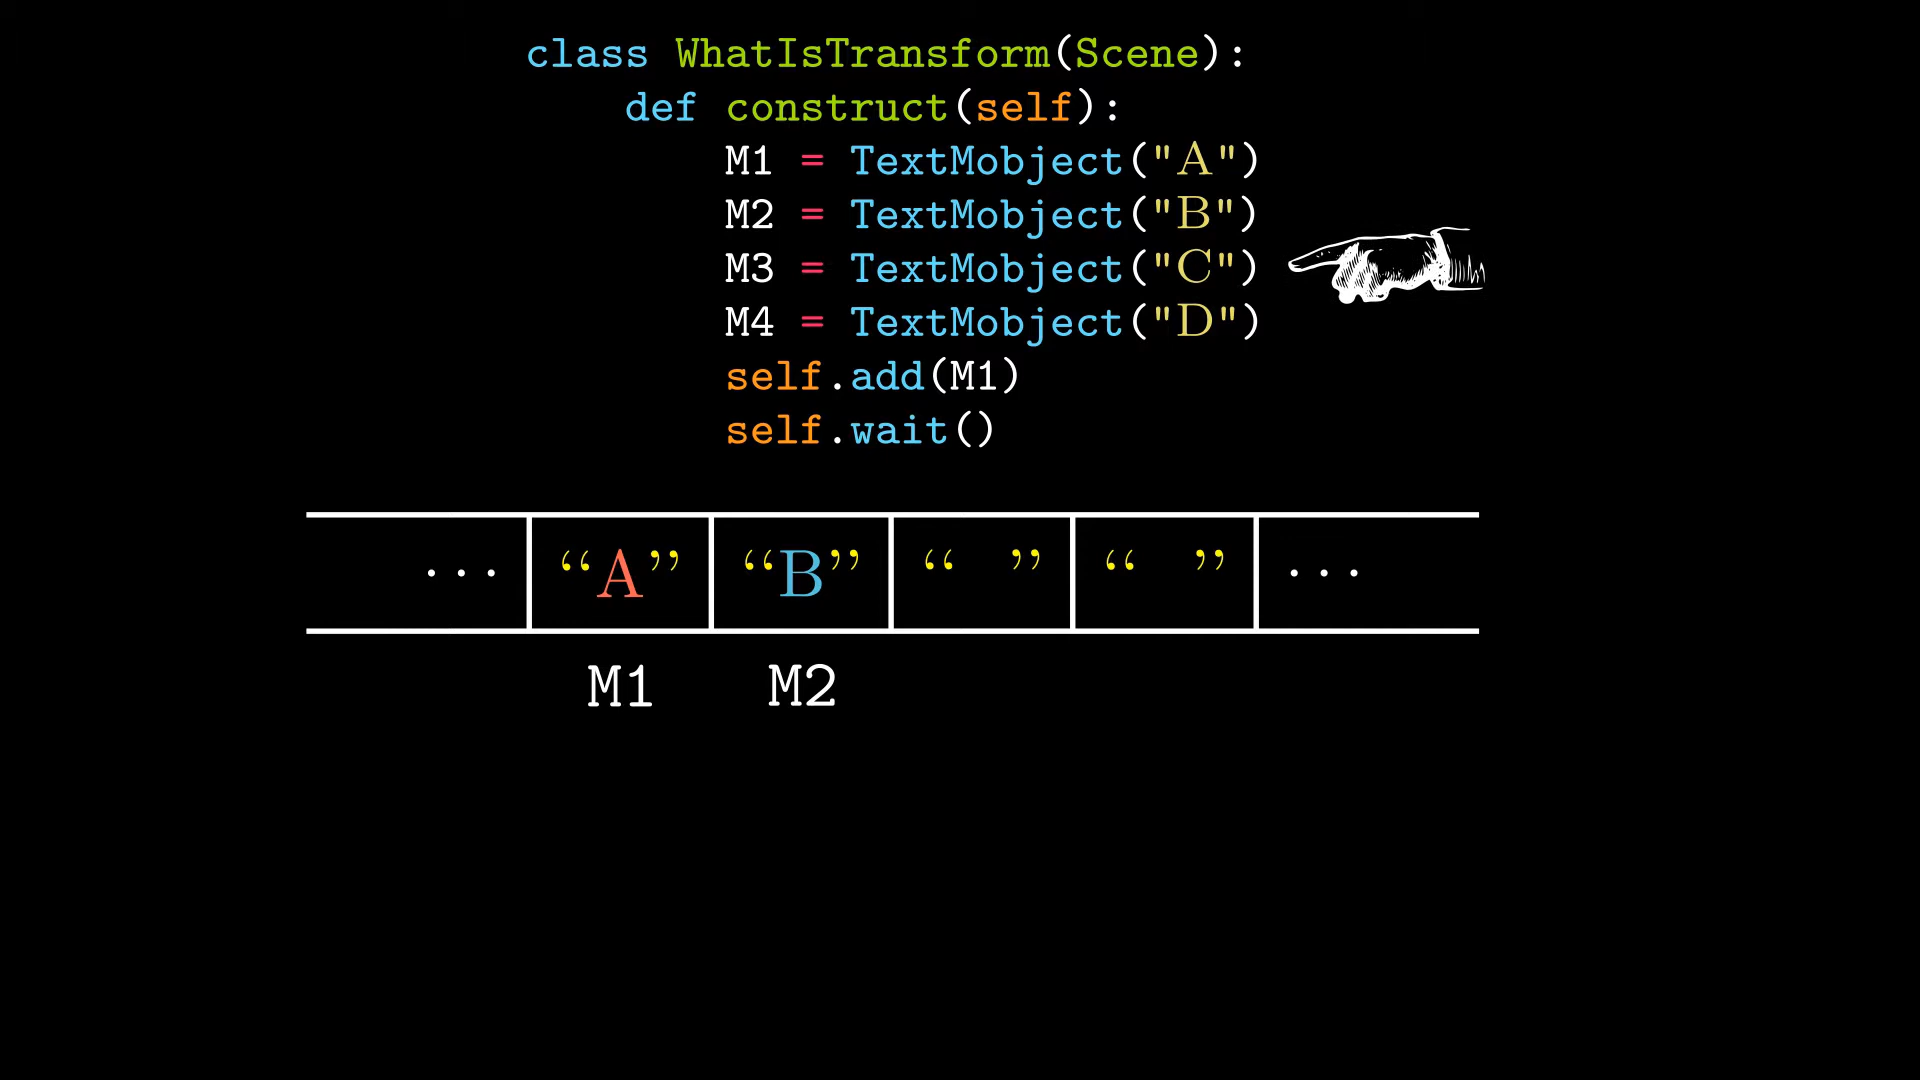 class WhatIsTransform(Scene):
def construct(self):
M1 = TextMobject("A")
M2 = TextMobject("B")
M3 = TextMobject("C")
M4 = TextMobject("D")
self.add(M1)
self.wait()
... “A” “B” “ ” “ ” ...
M1 M2